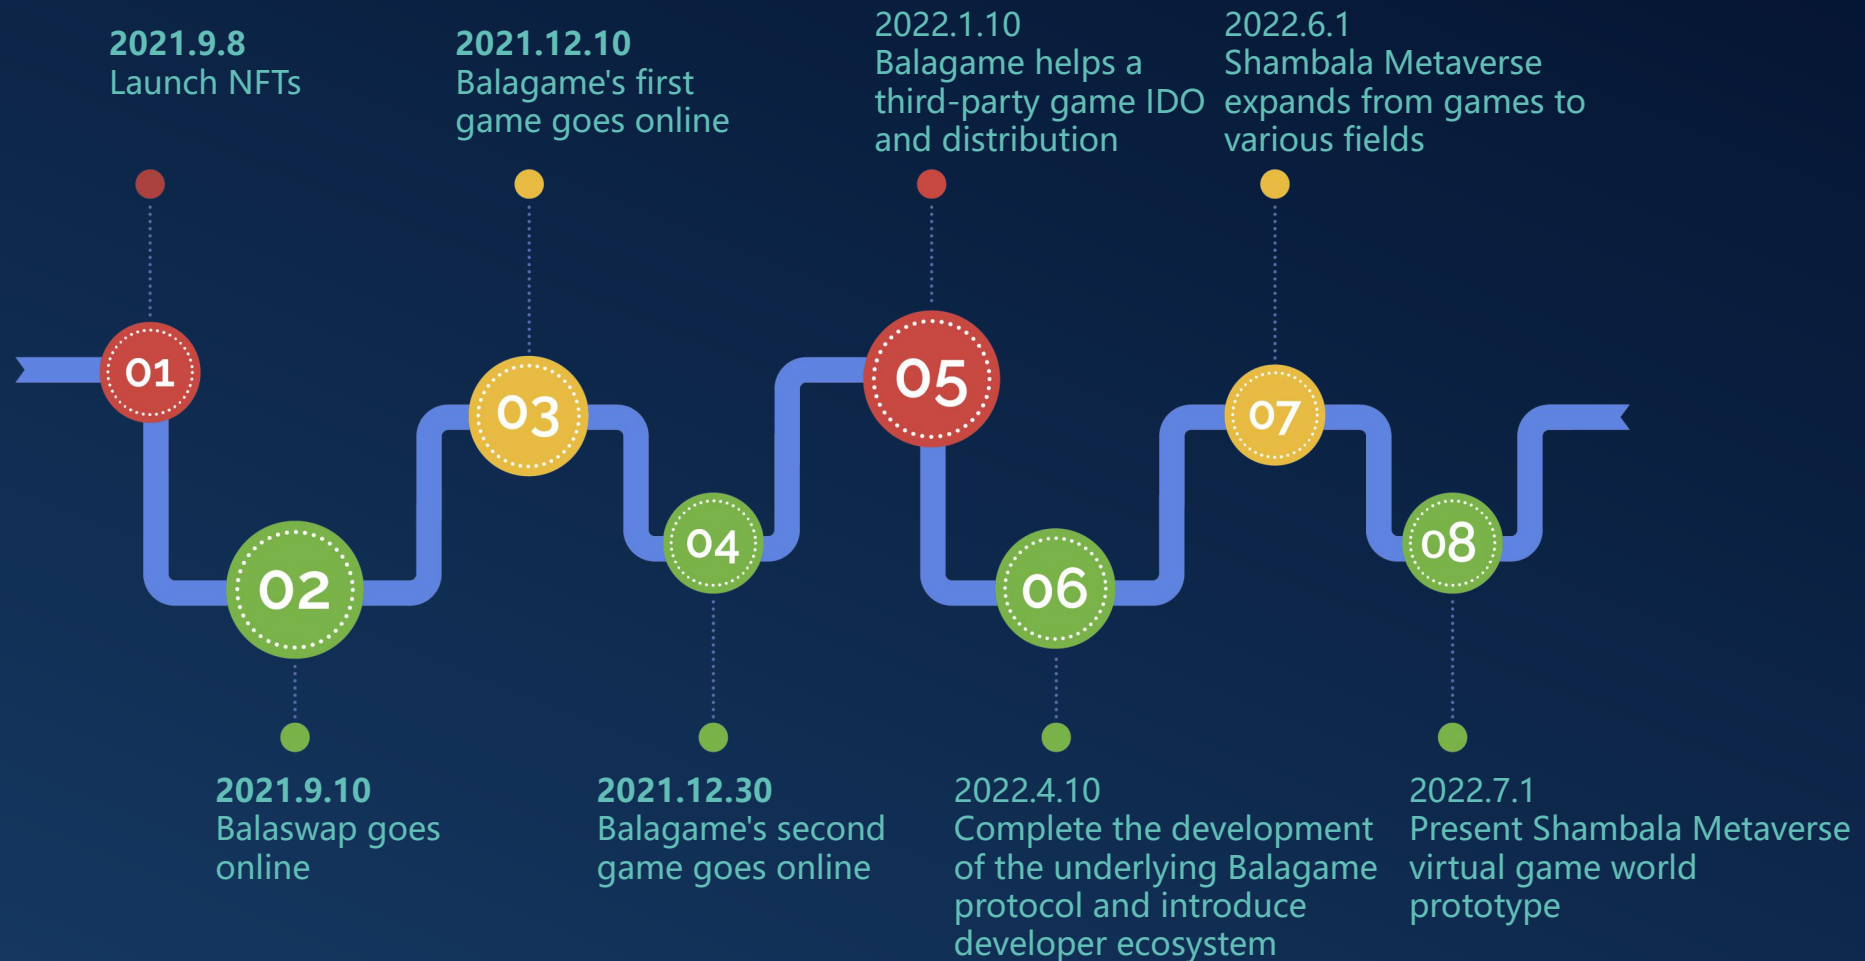 2021.9.8
Launch NFTs
2021.12.10
Balagame's first
game goes online
2022.1.10
Balagame helps a
third-party game IDO
and distribution
2022.6.1
Shambala Metaverse
expands from games to
various fields
01
02
03
04
05
06
07
08
2021.9.10
Balaswap goes
online
2021.12.30
Balagame's second
game goes online
2022.4.10
Complete the development
of the underlying Balagame
protocol and introduce
developer ecosystem
2022.7.1
Present Shambala Metaverse
virtual game world
prototype